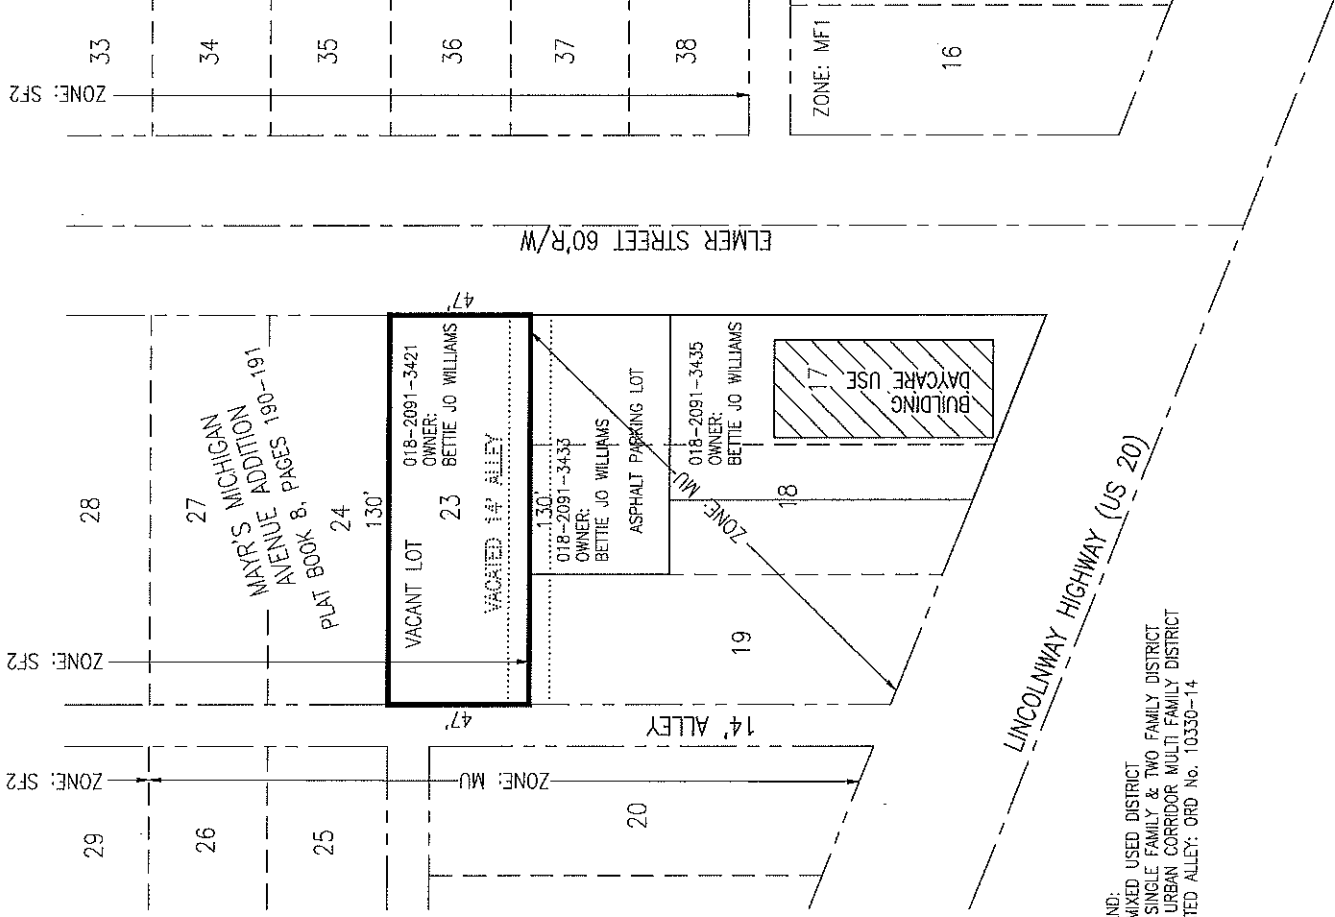 33
34
35
36
37
38
ZONE: SF2
ZONE: MF1
16
ELMER STREET 60'R/W
28
27
MAYR'S MICHIGAN
AVENUE ADDITION
PLAT BOOK 8, PAGES 190-191
24
130'
47'
VACANT LOT
018-2091-3421
OWNER:
BETTIE JO WILLIAMS
23
VACATED 14' ALLEY
47'
130'
018-2091-3433
OWNER:
BETTIE JO WILLIAMS
ASPHALT PARKING LOT
018-2091-3435
OWNER:
BETTIE JO WILLIAMS
17
BUILDING
DAYCARE USE
18
ZONE: MU
19
ZONE: SF2
14' ALLEY
ZONE: SF2
ZONE: MU
29
26
25
20
LINCOLNWAY HIGHWAY (US 20)
ND:
MIXED USED DISTRICT
SINGLE FAMILY & TWO FAMILY DISTRICT
URBAN CORRIDOR MULTI FAMILY DISTRICT
TED ALLEY: ORD No. 10330-14